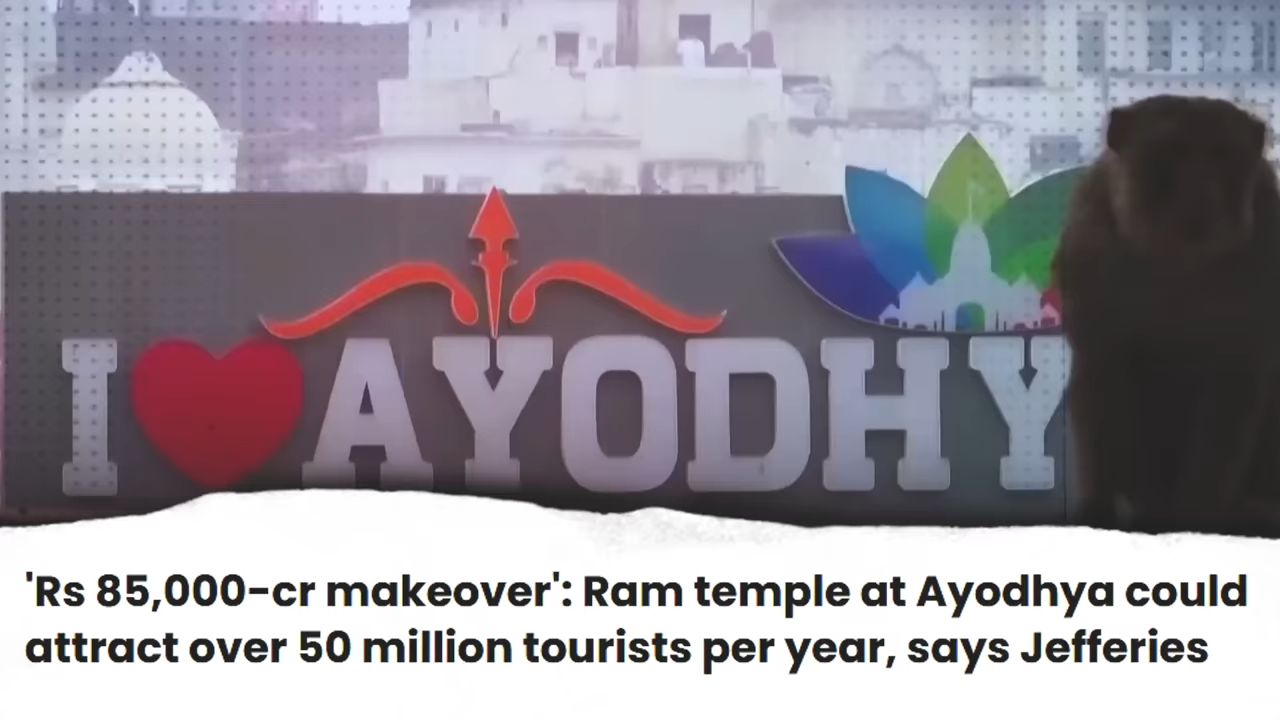 I ❤ AYODHY
'Rs 85,000-cr makeover': Ram temple at Ayodhya could
attract over 50 million tourists per year, says Jefferies